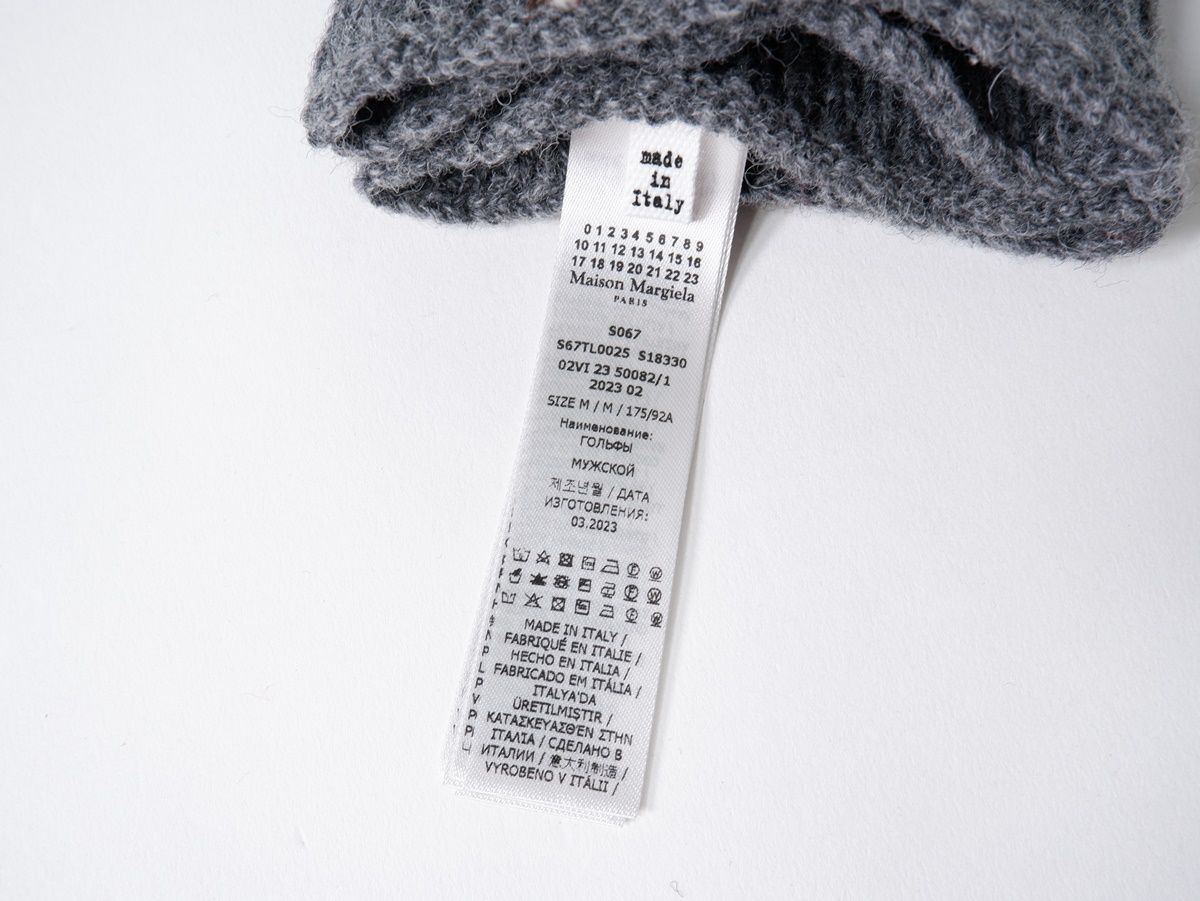 made
in
Italy
0 1 2 3 4 5 6 7 8 9
10 11 12 13 14 15 16
17 18 19 20 21 22 23
Maison Margiela
PARIS
S067
S67TL0025 S18330
02VI 23 50082/1
2023 02
SIZE M / M / 175/92A
Наименование:
ГОЛЬФЫ
МУЖСКОЙ
제조년월 / ДАТА
ИЗГОТОВЛЕНИЯ:
03.2023
MADE IN ITALY /
FABRIQUÉ EN ITALIE /
HECHO EN ITALIA /
FABRICADO EM ITÁLIA /
ITALYA'DA
ÜRETILMIŞTIR /
ΚΑΤΑΣΚΕΥΑΣΘ'ΕΝ ΣΤΗΝ
ΙΤΑΛΙΑ / СДЕЛАНО В
ИТАЛИИ / 意大利制造 /
VYROBENO V ITÁLII /